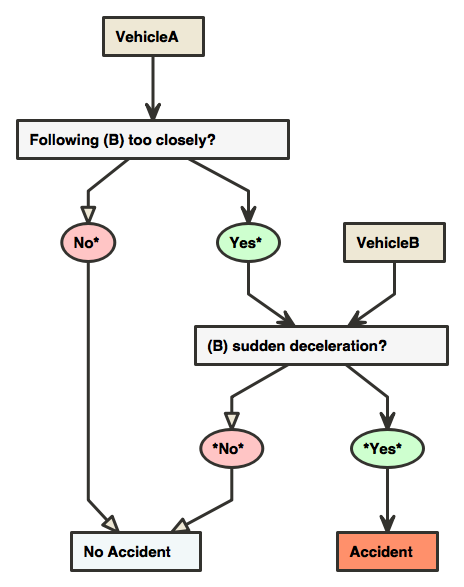 VehicleA
Following (B) too closely?
No*
Yes*
VehicleB
(B) sudden deceleration?
*No*
*Yes*
No Accident
Accident